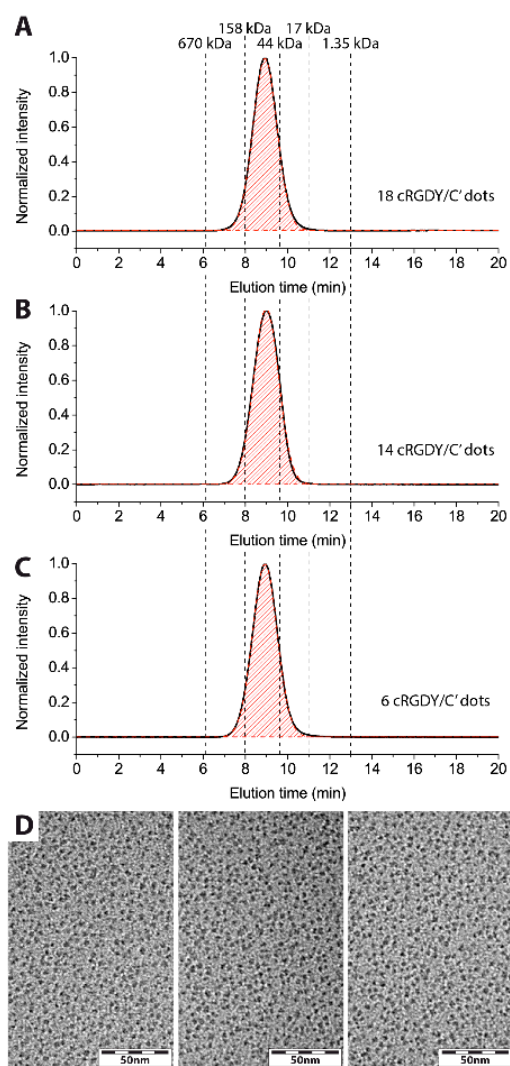 A
158 kDa 17 kDa
670 kDa 44 kDa 1.35 kDa
Normalized intensity
1.0
0.8
0.6
0.4
0.2
0.0
18 cRGDY/C' dots
0 2 4 6 8 10 12 14 16 18 20
Elution time (min)
B
Normalized intensity
1.0
0.8
0.6
0.4
0.2
0.0
14 cRGDY/C' dots
0 2 4 6 8 10 12 14 16 18 20
Elution time (min)
C
Normalized intensity
1.0
0.8
0.6
0.4
0.2
0.0
6 cRGDY/C' dots
0 2 4 6 8 10 12 14 16 18 20
Elution time (min)
D
50nm 50nm 50nm